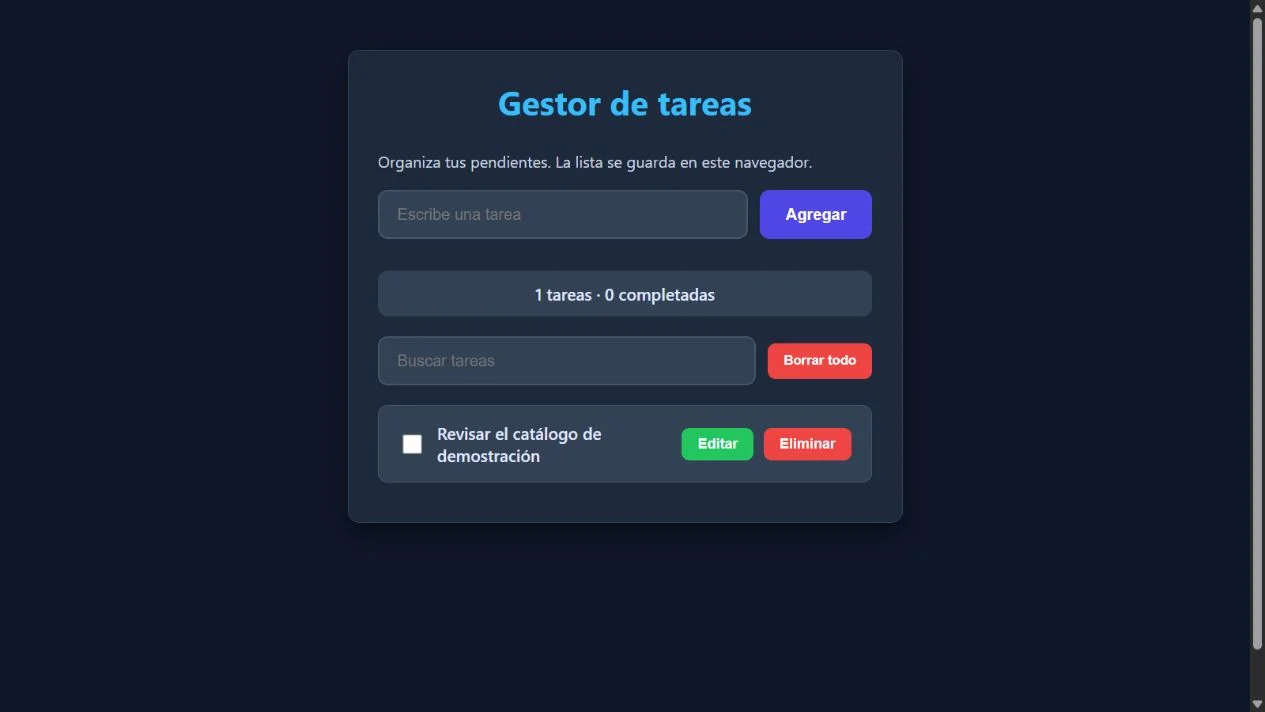 Gestor de tareas
Organiza tus pendientes. La lista se guarda en este navegador.
Escribe una tarea
Agregar
1 tareas · 0 completadas
Buscar tareas
Borrar todo
Revisar el catálogo de
demostración
Editar
Eliminar